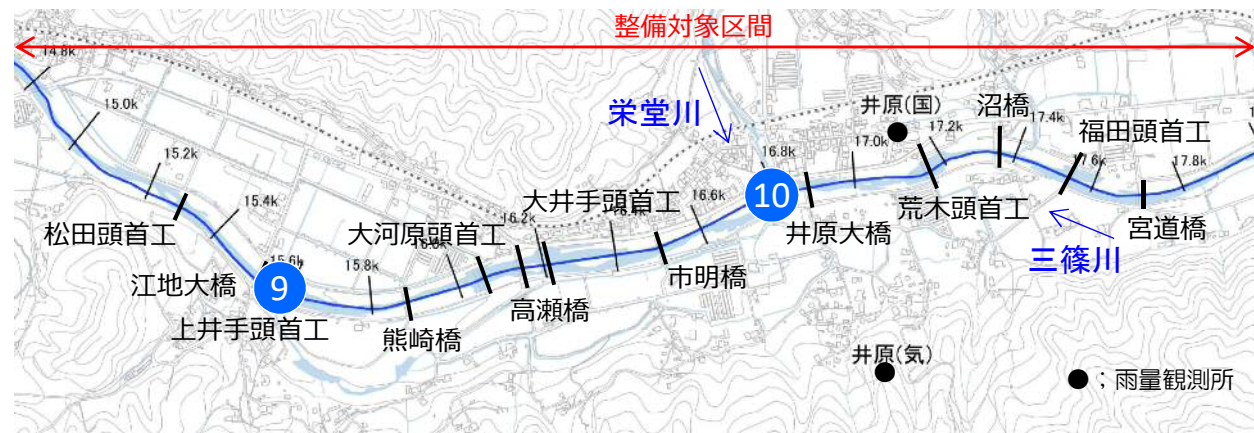 整備対象区間
14.8k
15.0k
15.2k
15.4k
15.8k
16.2k
16.6k
16.8k
17.0k
17.2k
17.4k
17.8k
栄堂川
井原(国)
沼橋
福田頭首工
大井手頭首工
10
松田頭首工
大河原頭首工
井原大橋
荒木頭首工
宮道橋
江地大橋
9
市明橋
三篠川
上井手頭首工
高瀬橋
熊崎橋
井原(気)
●；雨量観測所